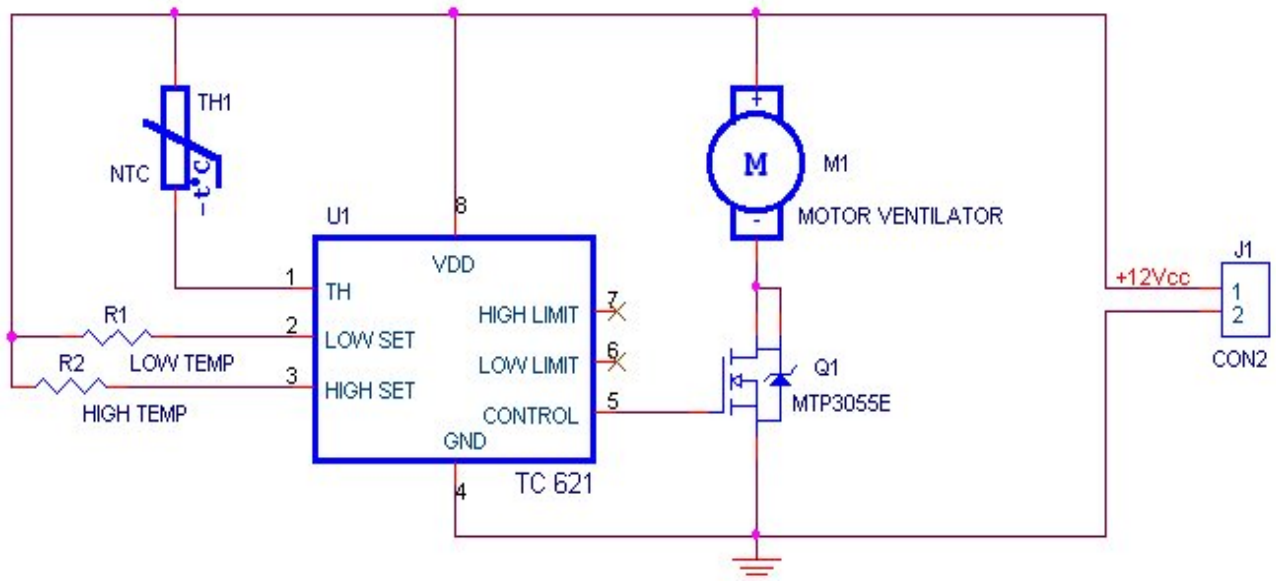 TH1
NTC
-t°c
U1
8
VDD
1
TH
R1
2
LOW SET
LOW TEMP
R2
3
HIGH SET
HIGH TEMP
7
HIGH LIMIT
6
LOW LIMIT
5
CONTROL
GND
4
TC 621
+
M
M1
-
MOTOR VENTILATOR
Q1
MTP3055E
+12Vcc
J1
1
2
CON2